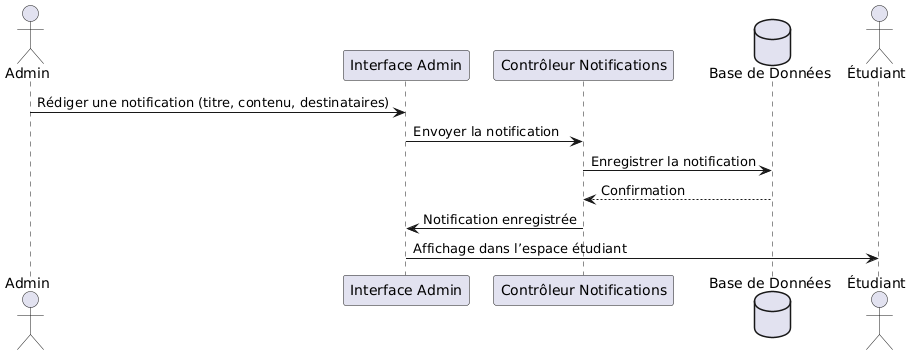 Admin
Interface Admin
Contrôleur Notifications
Base de Données
Étudiant
Rédiger une notification (titre, contenu, destinataires)
Envoyer la notification
Enregistrer la notification
Confirmation
Notification enregistrée
Affichage dans l’espace étudiant
Admin
Interface Admin
Contrôleur Notifications
Base de Données
Étudiant